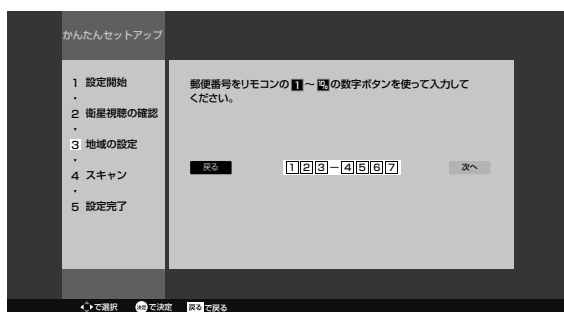 かんたんセットアップ
1 設定開始
2 衛星視聴の確認
3 地域の設定
4 スキャン
5 設定完了
郵便番号をリモコンの 1 ～ 10 の数字ボタンを使って入力して
ください。
戻る 123－4567 次へ
で選択 決定 で決定 戻る で戻る